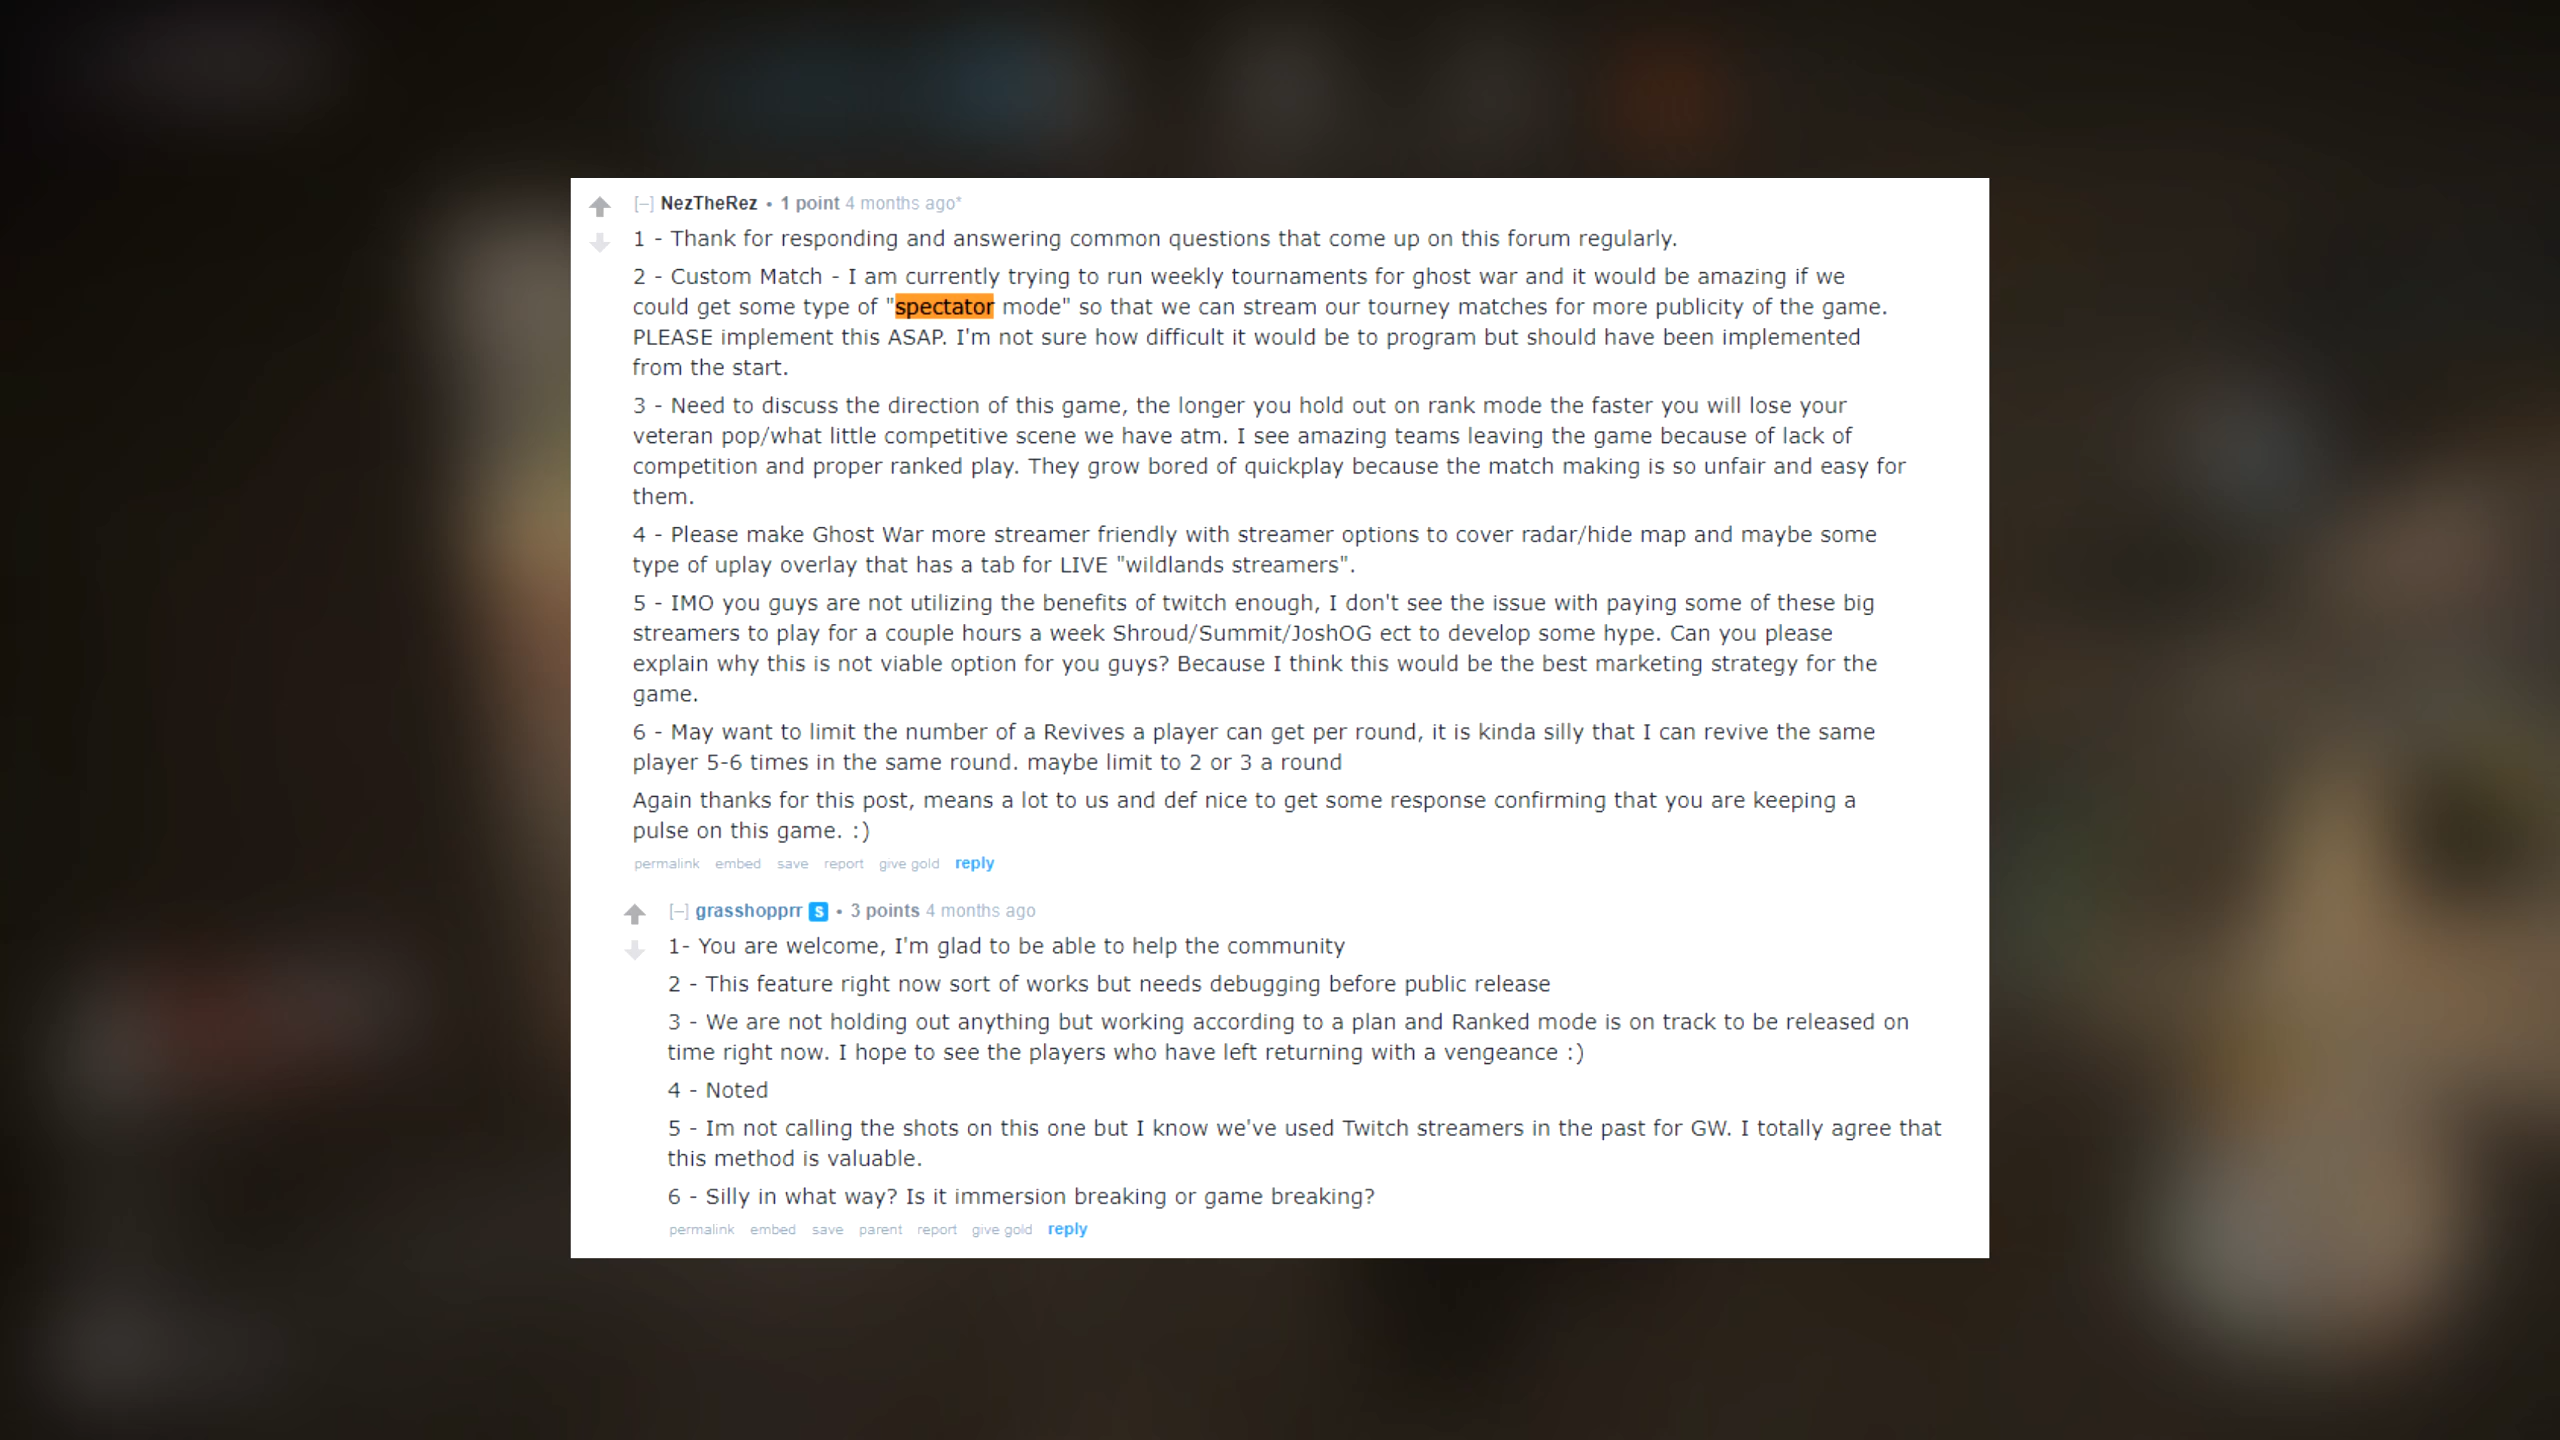 [–] NezTheRez • 1 point 4 months ago*
1 - Thank for responding and answering common questions that come up on this forum regularly.
2 - Custom Match - I am currently trying to run weekly tournaments for ghost war and it would be amazing if we
could get some type of "spectator mode" so that we can stream our tourney matches for more publicity of the game.
PLEASE implement this ASAP. I'm not sure how difficult it would be to program but should have been implemented
from the start.
3 - Need to discuss the direction of this game, the longer you hold out on rank mode the faster you will lose your
veteran pop/what little competitive scene we have atm. I see amazing teams leaving the game because of lack of
competition and proper ranked play. They grow bored of quickplay because the match making is so unfair and easy for
them.
4 - Please make Ghost War more streamer friendly with streamer options to cover radar/hide map and maybe some
type of uplay overlay that has a tab for LIVE "wildlands streamers".
5 - IMO you guys are not utilizing the benefits of twitch enough, I don't see the issue with paying some of these big
streamers to play for a couple hours a week Shroud/Summit/JoshOG ect to develop some hype. Can you please
explain why this is not viable option for you guys? Because I think this would be the best marketing strategy for the
game.
6 - May want to limit the number of a Revives a player can get per round, it is kinda silly that I can revive the same
player 5-6 times in the same round. maybe limit to 2 or 3 a round
Again thanks for this post, means a lot to us and def nice to get some response confirming that you are keeping a
pulse on this game. :)
permalink embed save report give gold reply
[–] grasshopprr S • 3 points 4 months ago
1- You are welcome, I'm glad to be able to help the community
2 - This feature right now sort of works but needs debugging before public release
3 - We are not holding out anything but working according to a plan and Ranked mode is on track to be released on
time right now. I hope to see the players who have left returning with a vengeance :)
4 - Noted
5 - Im not calling the shots on this one but I know we've used Twitch streamers in the past for GW. I totally agree that
this method is valuable.
6 - Silly in what way? Is it immersion breaking or game breaking?
permalink embed save parent report give gold reply